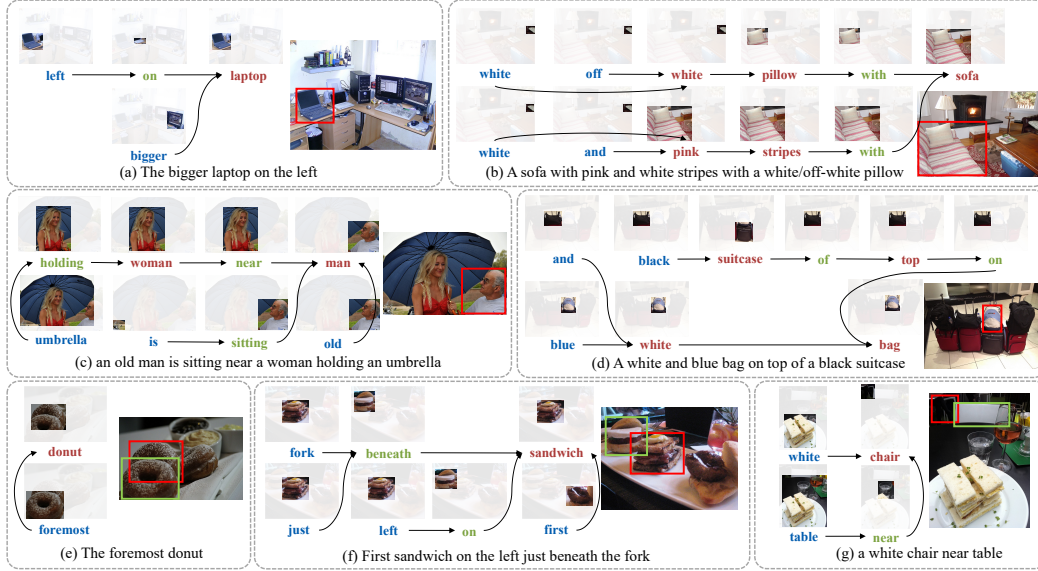 left on laptop
bigger
(a) The bigger laptop on the left
white off white pillow with sofa
white and pink stripes with
(b) A sofa with pink and white stripes with a white/off-white pillow
holding woman near man
umbrella is sitting old
(c) an old man is sitting near a woman holding an umbrella
and black suitcase of top on
blue white bag
(d) A white and blue bag on top of a black suitcase
donut
foremost
(e) The foremost donut
fork beneath sandwich
just left on first
(f) First sandwich on the left just beneath the fork
white chair
table near
(g) a white chair near table